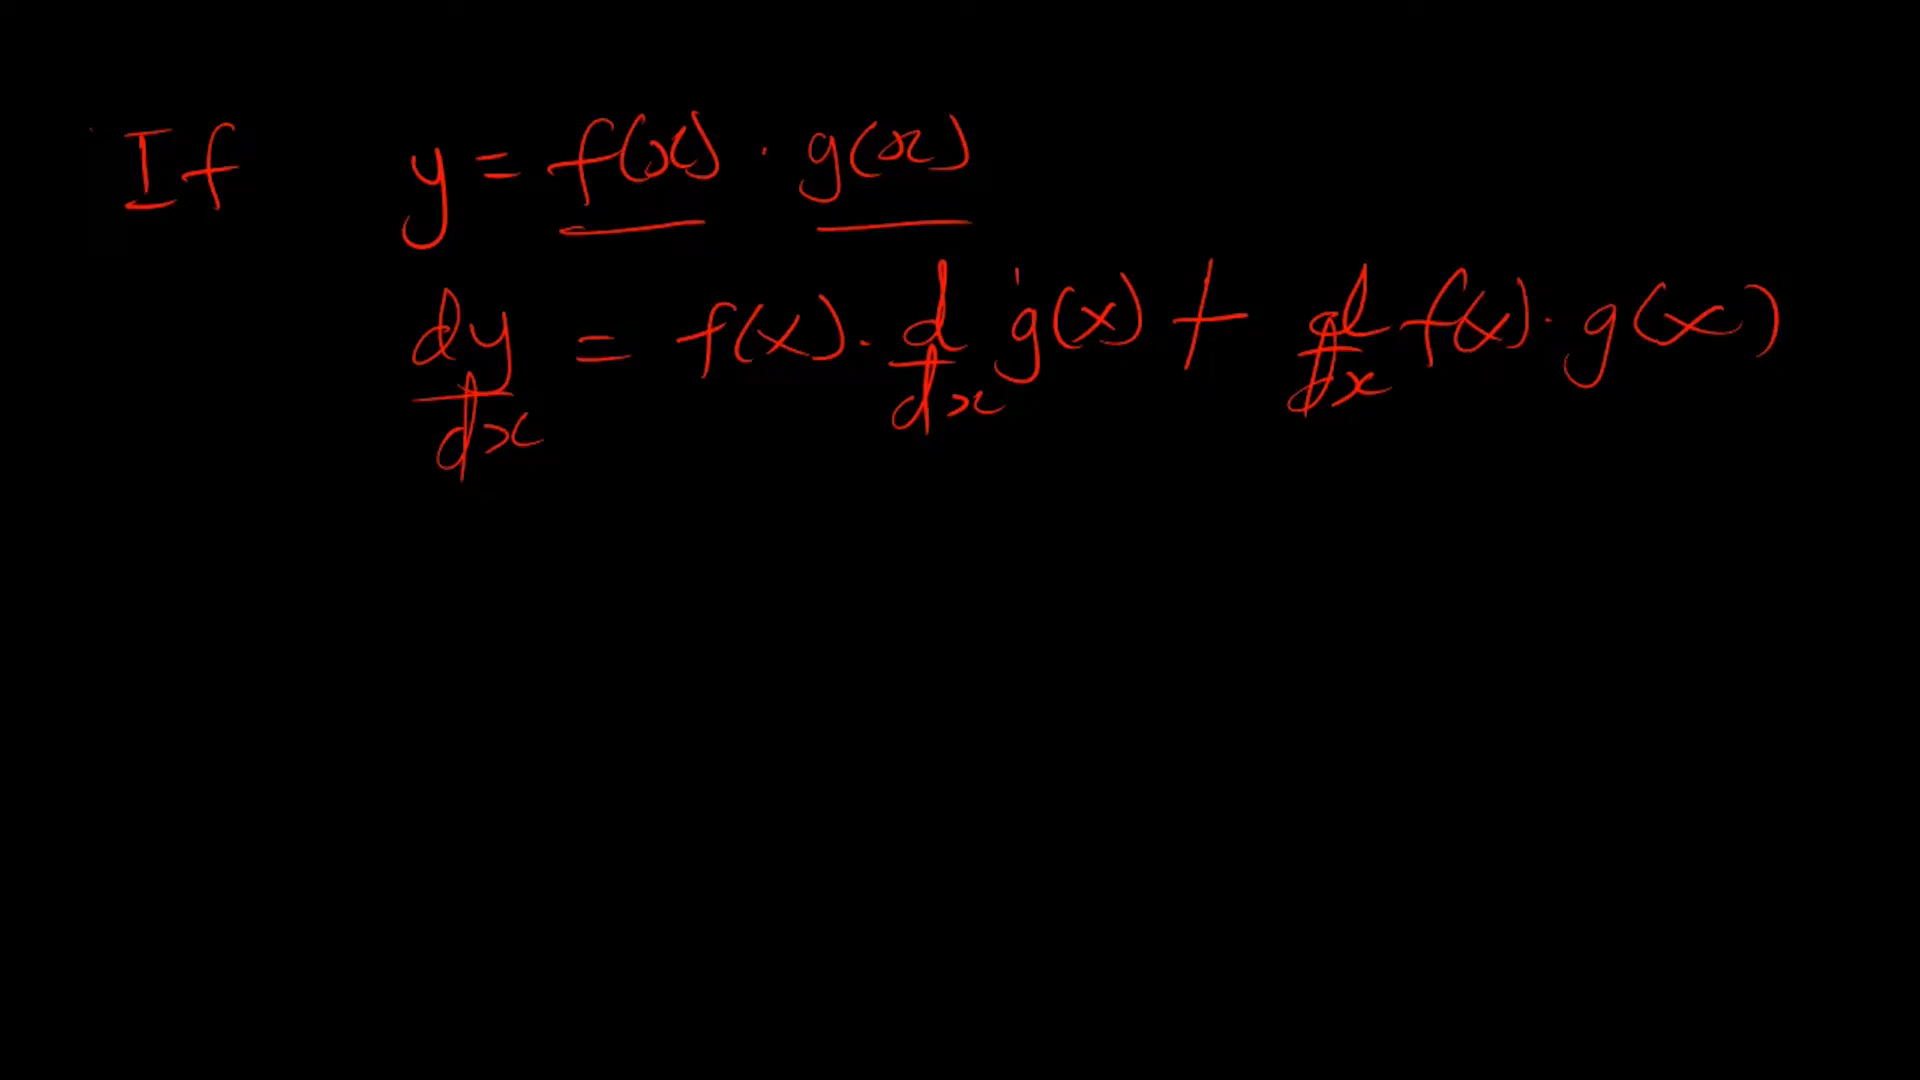 If y = f(x) · g(x)
dy/dx = f(x) · d/dx g(x) + d/dx f(x) · g(x)